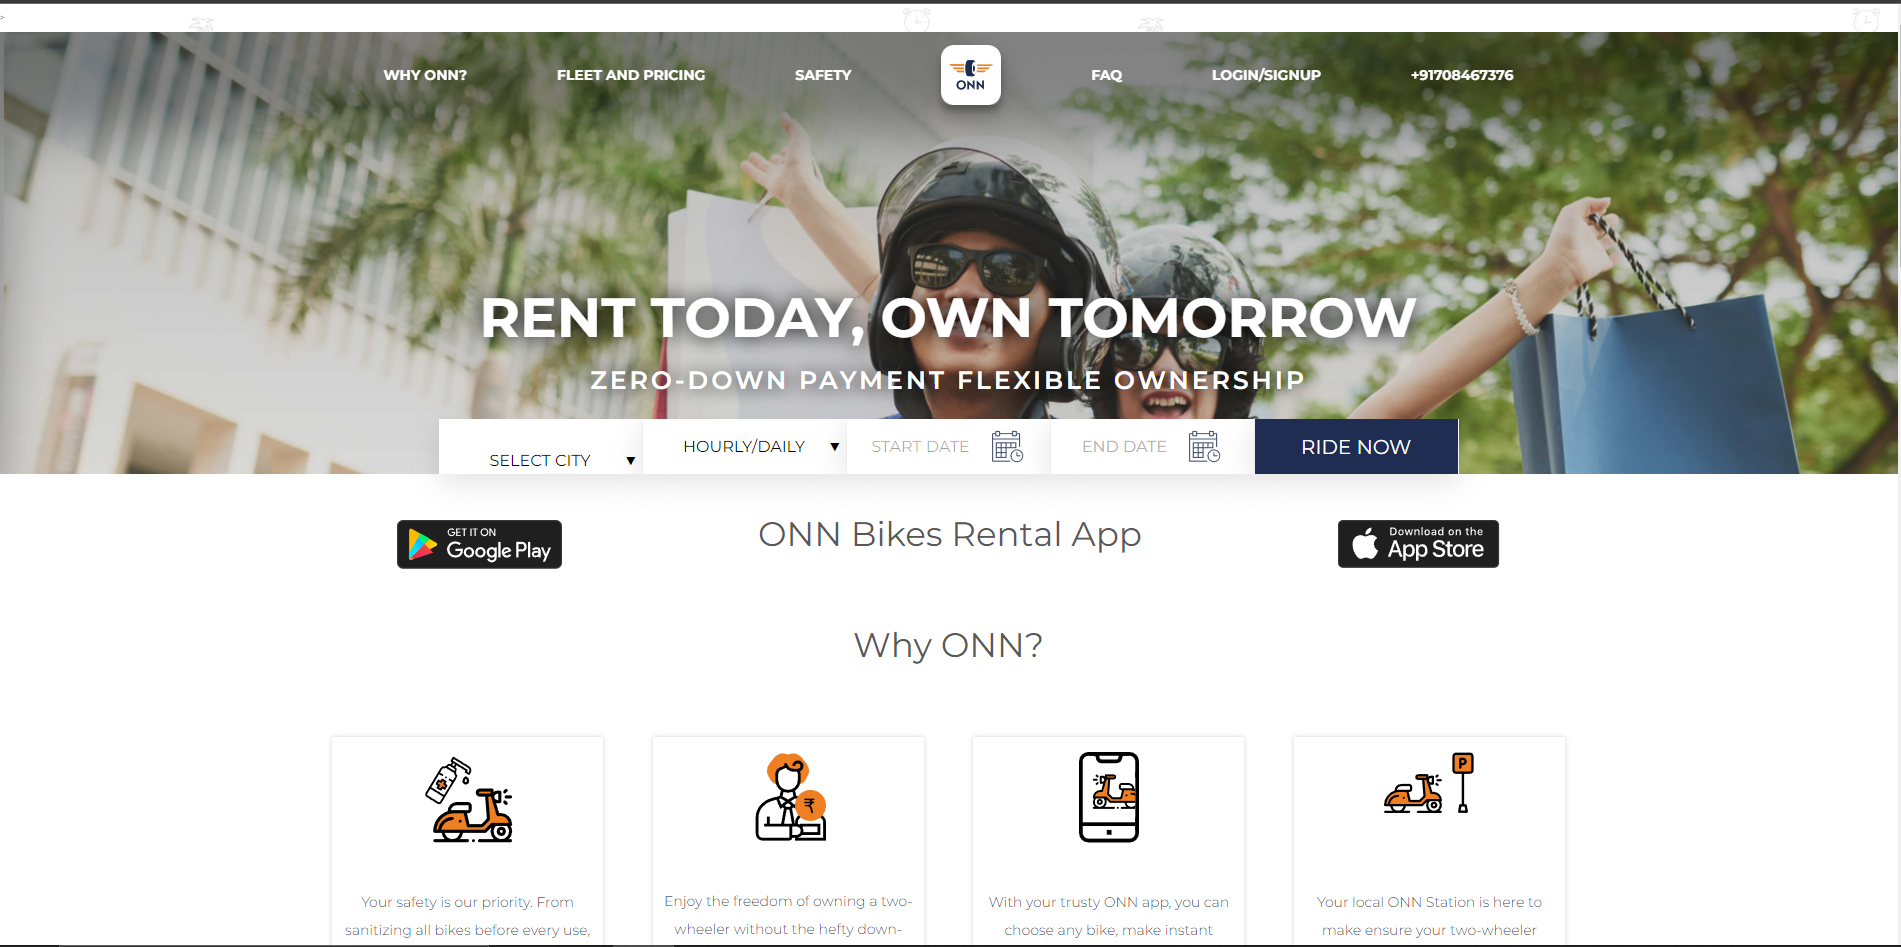 >
WHY ONN?
FLEET AND PRICING
SAFETY
ONN
FAQ
LOGIN/SIGNUP
+91708467376
RENT TODAY, OWN TOMORROW
ZERO-DOWN PAYMENT FLEXIBLE OWNERSHIP
SELECT CITY
HOURLY/DAILY
START DATE
END DATE
RIDE NOW
GET IT ON
Google Play
ONN Bikes Rental App
Download on the
App Store
Why ONN?
₹
P
Your safety is our priority. From
sanitizing all bikes before every use,
Enjoy the freedom of owning a two-
wheeler without the hefty down-
With your trusty ONN app, you can
choose any bike, make instant
Your local ONN Station is here to
make ensure your two-wheeler